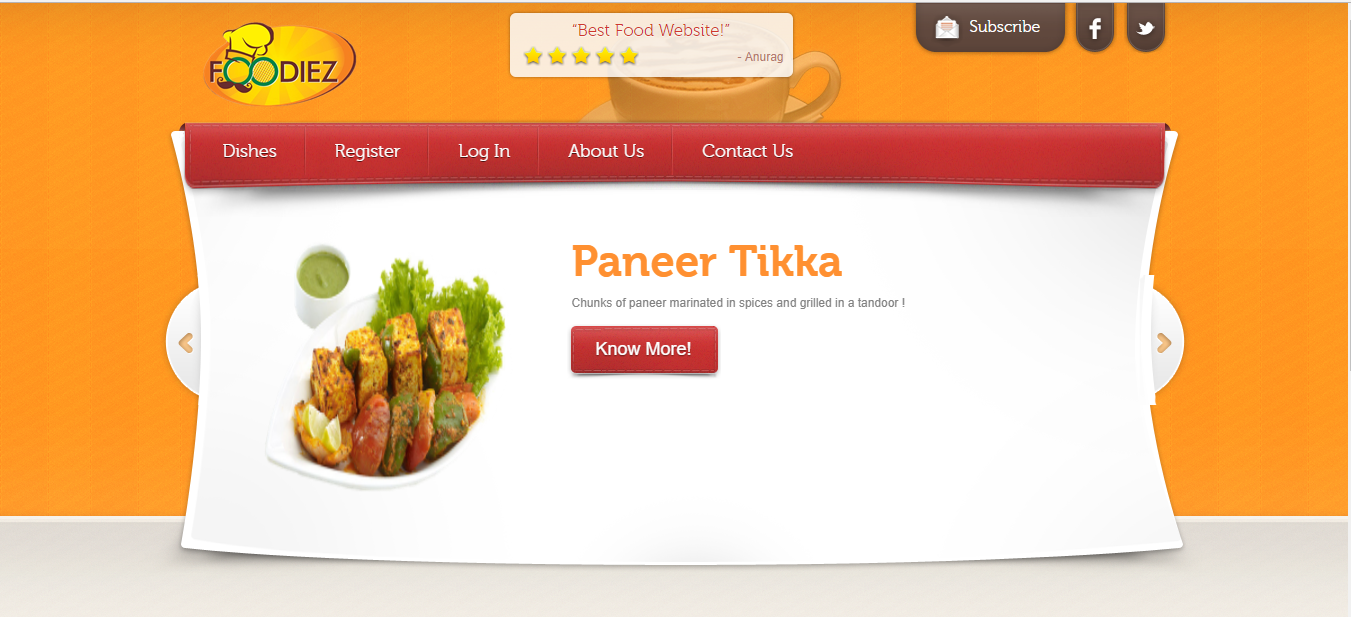 FOODIEZ
“Best Food Website!”
- Anurag
Subscribe
f
Dishes
Register
Log In
About Us
Contact Us
Paneer Tikka
Chunks of paneer marinated in spices and grilled in a tandoor !
Know More!